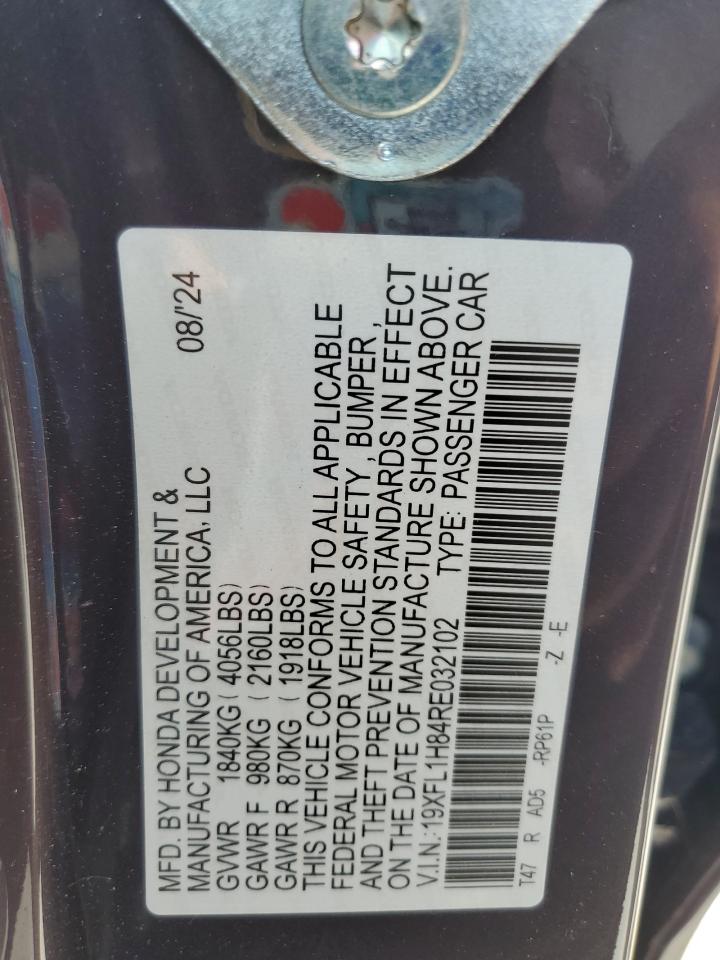 MFD. BY HONDA DEVELOPMENT &
MANUFACTURING OF AMERICA, LLC 08/'24
GVWR 1840KG ( 4056LBS)
GAWR F 980KG ( 2160LBS)
GAWR R 870KG ( 1918LBS)
THIS VEHICLE CONFORMS TO ALL APPLICABLE
FEDERAL MOTOR VEHICLE SAFETY , BUMPER ,
AND THEFT PREVENTION STANDARDS IN EFFECT
ON THE DATE OF MANUFACTURE SHOWN ABOVE.
V.I.N.:19XFL1H84RE032102 TYPE: PASSENGER CAR
T47 R AD5 -RP61P -Z -E